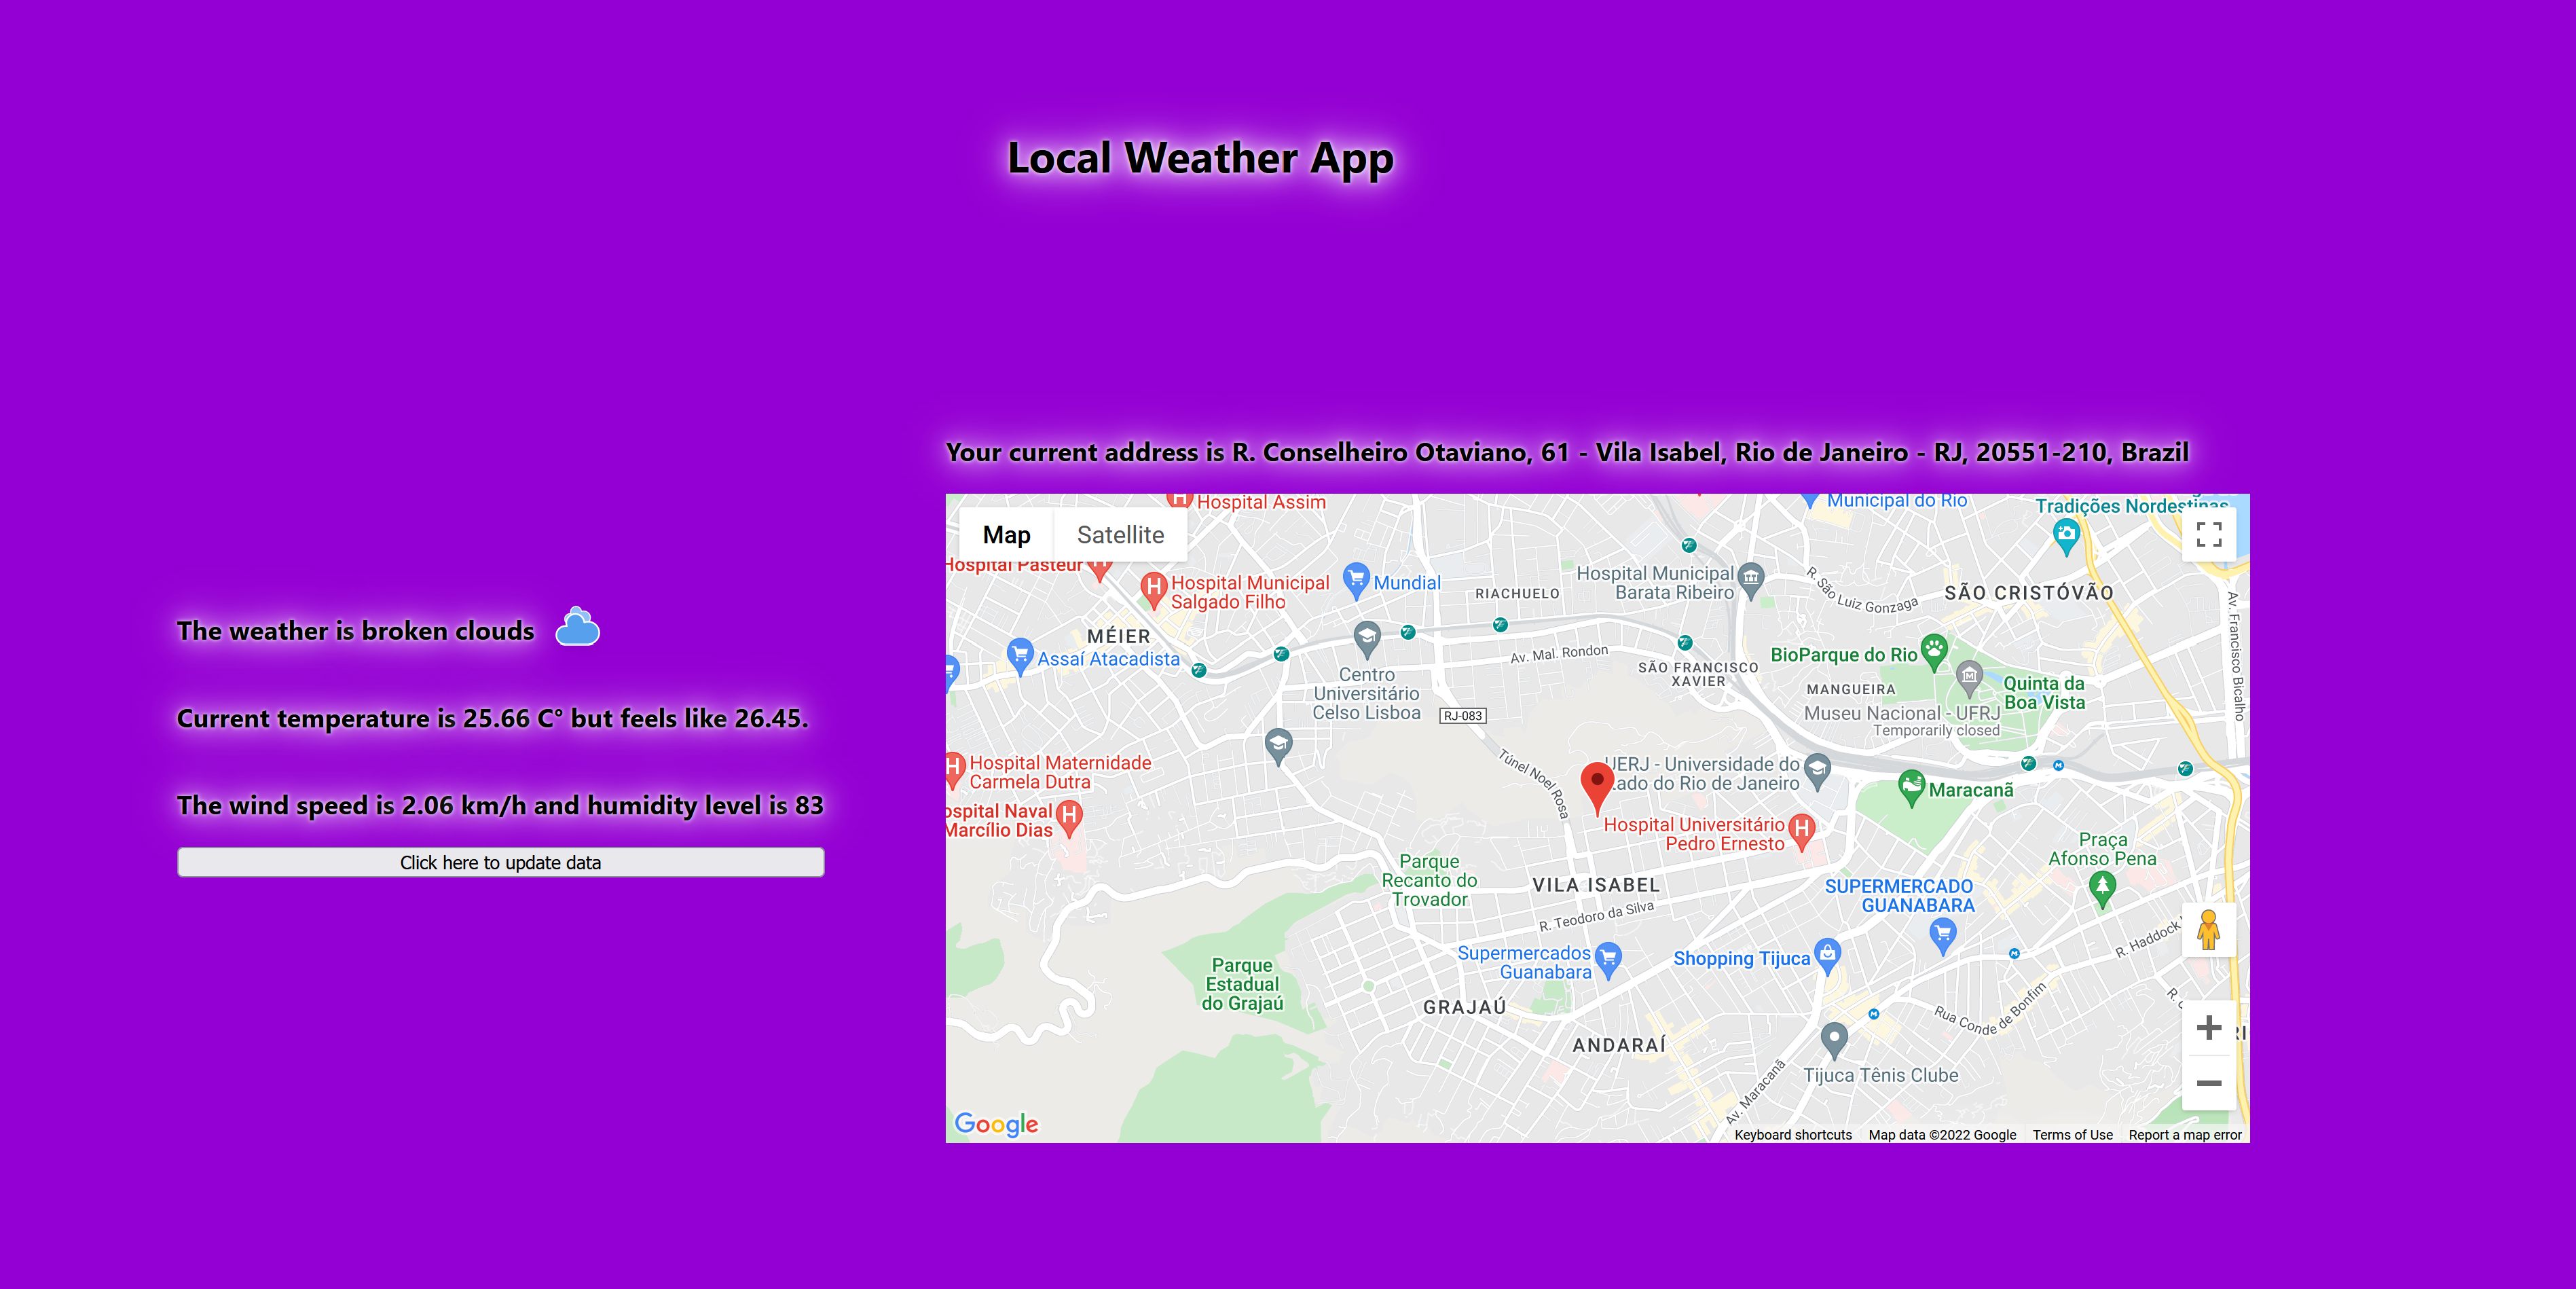 Local Weather App
The weather is broken clouds
Current temperature is 25.66 C° but feels like 26.45.
The wind speed is 2.06 km/h and humidity level is 83
Click here to update data
Your current address is R. Conselheiro Otaviano, 61 - Vila Isabel, Rio de Janeiro - RJ, 20551-210, Brazil
Map
Satellite
Hospital Assim
Municipal do Rio
Tradições Nordestinas
Hospital Pasteur
Hospital Municipal
Salgado Filho
Mundial
RIACHUELO
Hospital Municipal
Barata Ribeiro
R. São Luiz Gonzaga
SÃO CRISTÓVÃO
Av. Francisco Bicalho
MÉIER
Assaí Atacadista
Av. Mal. Rondon
SÃO FRANCISCO
XAVIER
BioParque do Rio
MANGUEIRA
Quinta da
Boa Vista
Museu Nacional - UFRJ
Temporarily closed
Centro
Universitário
Celso Lisboa
RJ-083
Túnel Noel Rosa
Hospital Maternidade
Carmela Dutra
UERJ - Universidade do
do Rio de Janeiro
Maracanã
Naval
Marcílio Dias
Hospital Universitário
Pedro Ernesto
Praça
Afonso Pena
Parque
Recanto do
Trovador
VILA ISABEL
R. Teodoro da Silva
SUPERMERCADO
GUANABARA
R. Haddock
Supermercados
Guanabara
Shopping Tijuca
Parque
Estadual
do Grajaú
GRAJAÚ
Rua Conde de Bonfim
ANDARAÍ
Av. Maracanã
Tijuca Tênis Clube
Google
Keyboard shortcuts
Map data ©2022 Google
Terms of Use
Report a map error